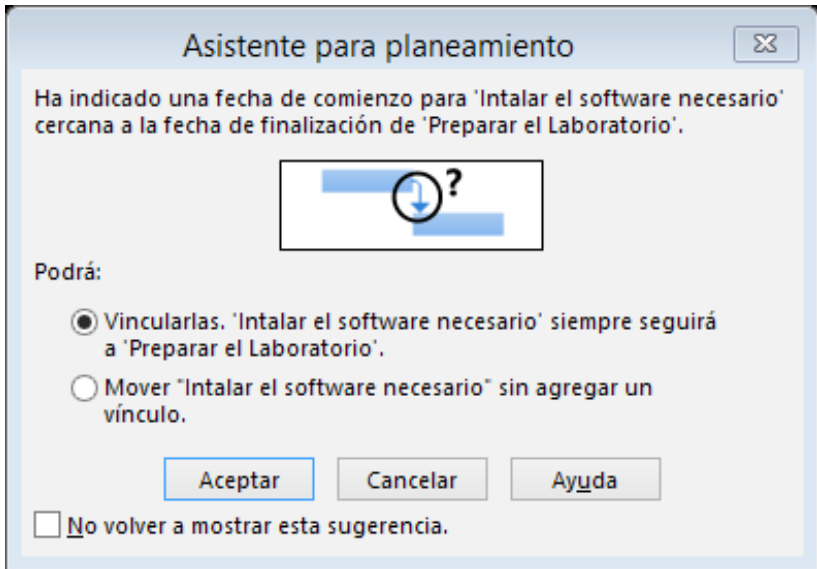 Asistente para planeamiento
Ha indicado una fecha de comienzo para 'Intalar el software necesario'
cercana a la fecha de finalización de 'Preparar el Laboratorio'.
?
Podrá:
Vincularlas. 'Intalar el software necesario' siempre seguirá
a 'Preparar el Laboratorio'.
Mover "Intalar el software necesario" sin agregar un
vínculo.
Aceptar Cancelar Ayuda
No volver a mostrar esta sugerencia.